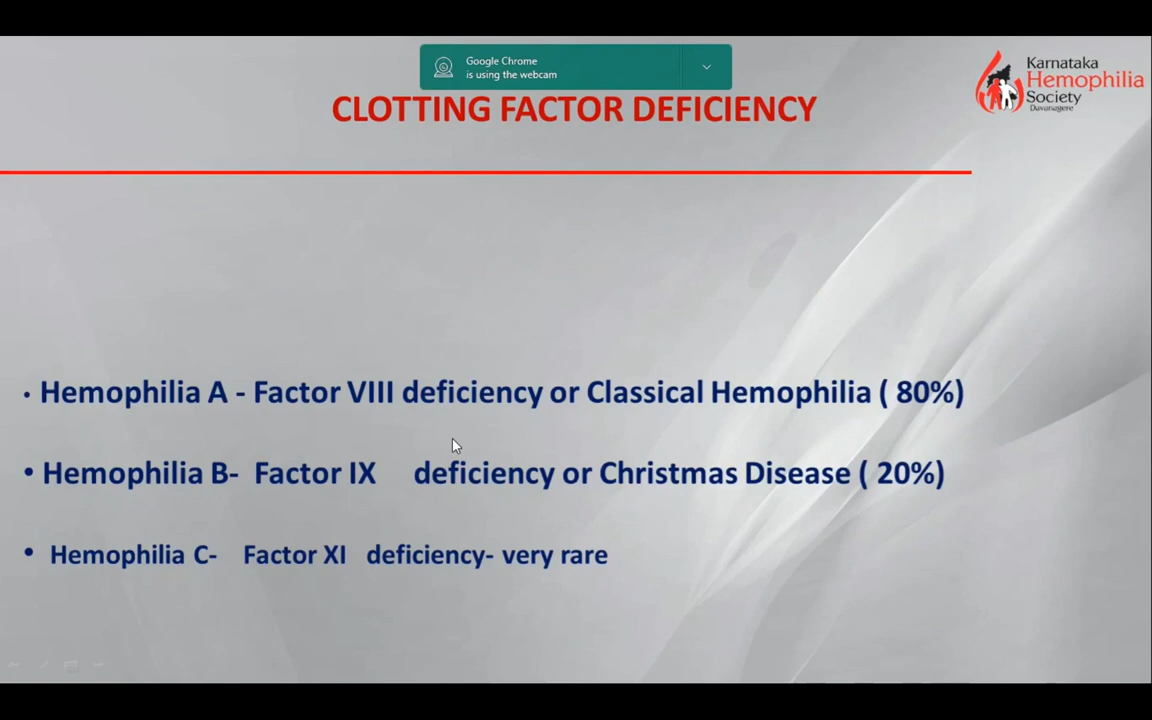 Google Chrome
is using the webcam
Karnataka
Hemophilia
Society
Davanagere
CLOTTING FACTOR DEFICIENCY
• Hemophilia A - Factor VIII deficiency or Classical Hemophilia ( 80%)
• Hemophilia B- Factor IX deficiency or Christmas Disease ( 20%)
• Hemophilia C- Factor XI deficiency- very rare